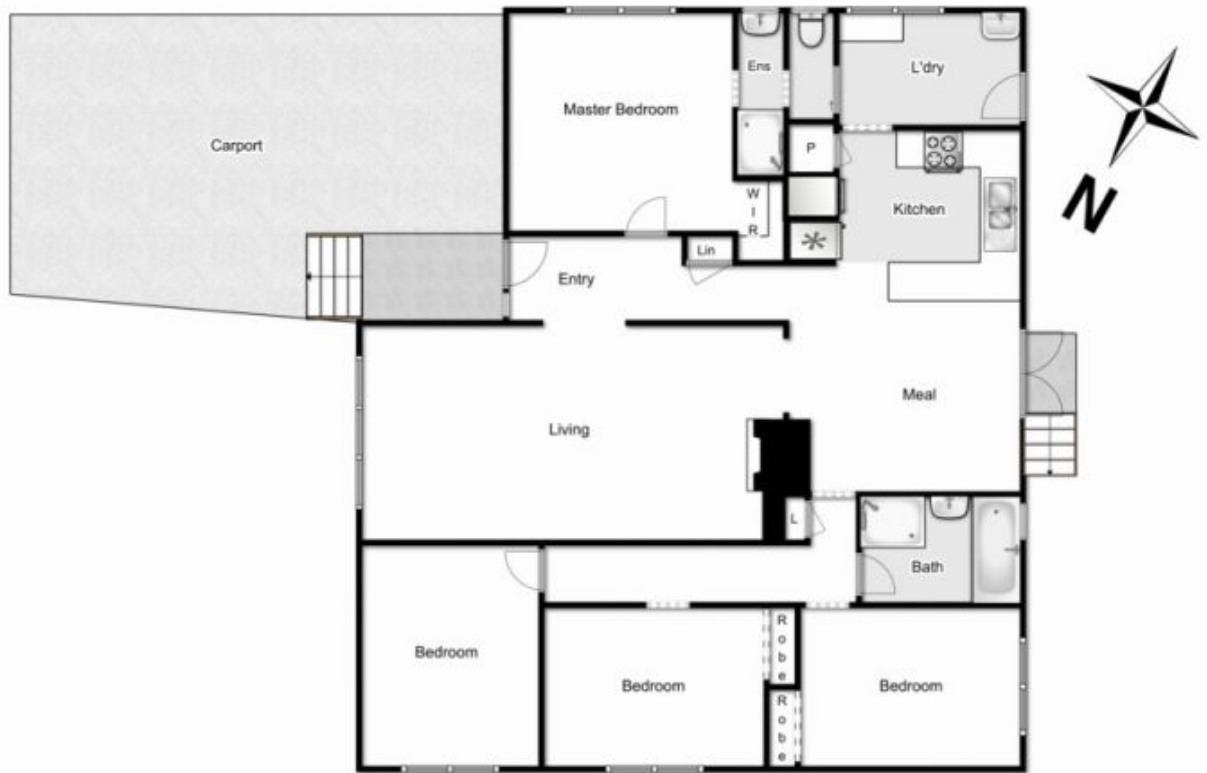 Ens
L'dry
Master Bedroom
Carport
P
Kitchen
W
I
R
Lin
Entry
N
Meal
Living
L
Bath
Bedroom
Bedroom
Bedroom
R
o
b
e
R
o
b
e